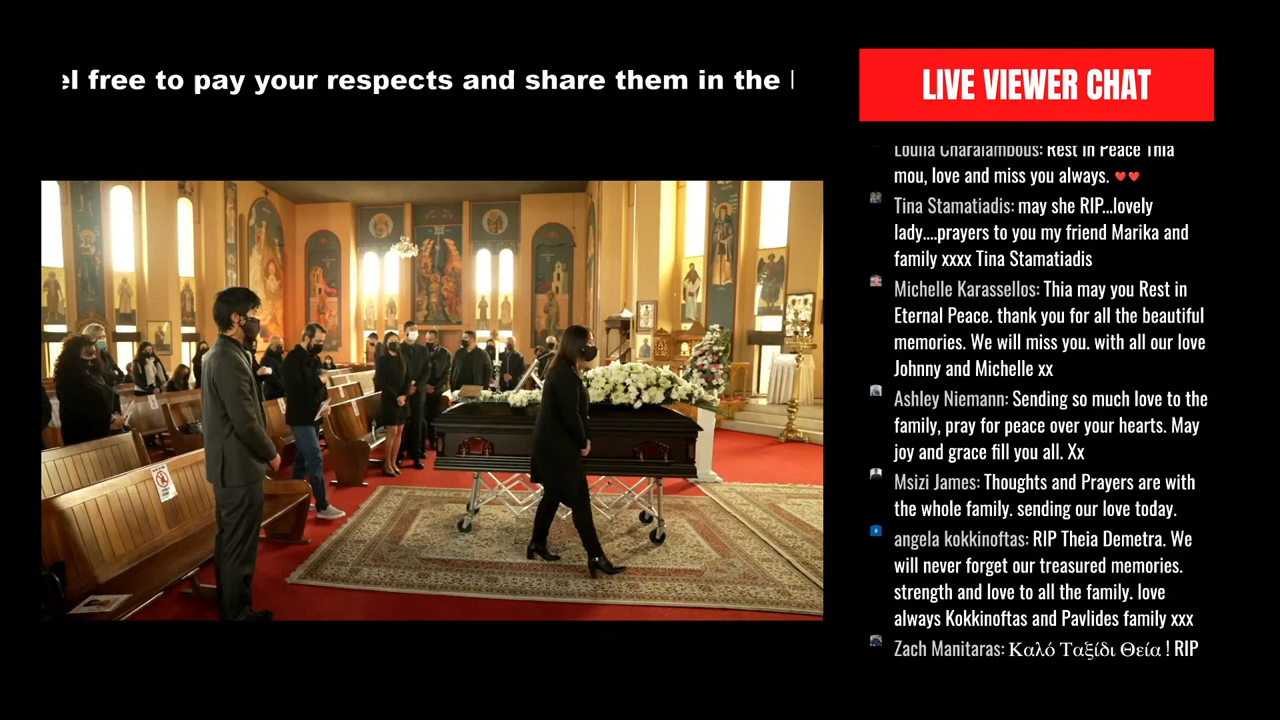 free to pay your respects and share them in the
LIVE VIEWER CHAT
Loulla Charalambous: Rest in Peace Thia
mou, love and miss you always. ❤❤
Tina Stamatiadis: may she RIP...lovely
lady....prayers to you my friend Marika and
family xxxx Tina Stamatiadis
Michelle Karassellos: Thia may you Rest in
Eternal Peace. thank you for all the beautiful
memories. We will miss you. with all our love
Johnny and Michelle xx
Ashley Niemann: Sending so much love to the
family, pray for peace over your hearts. May
joy and grace fill you all. Xx
Msizi James: Thoughts and Prayers are with
the whole family. sending our love today.
angela kokkinoftas: RIP Theia Demetra. We
will never forget our treasured memories.
strength and love to all the family. love
always Kokkinoftas and Pavlides family xxx
Zach Manitaras: Καλό Ταξίδι Θεία ! RIP